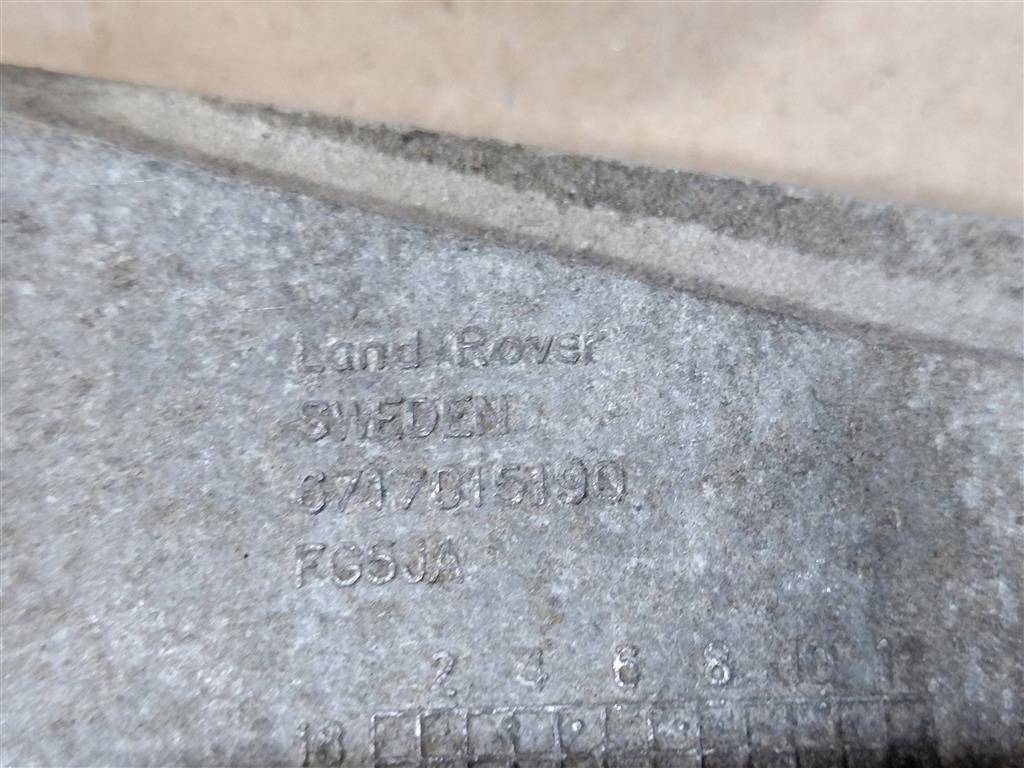 Land Rover
SWEDEN
6717015190
FG5JA
2 4 6 8 10
18